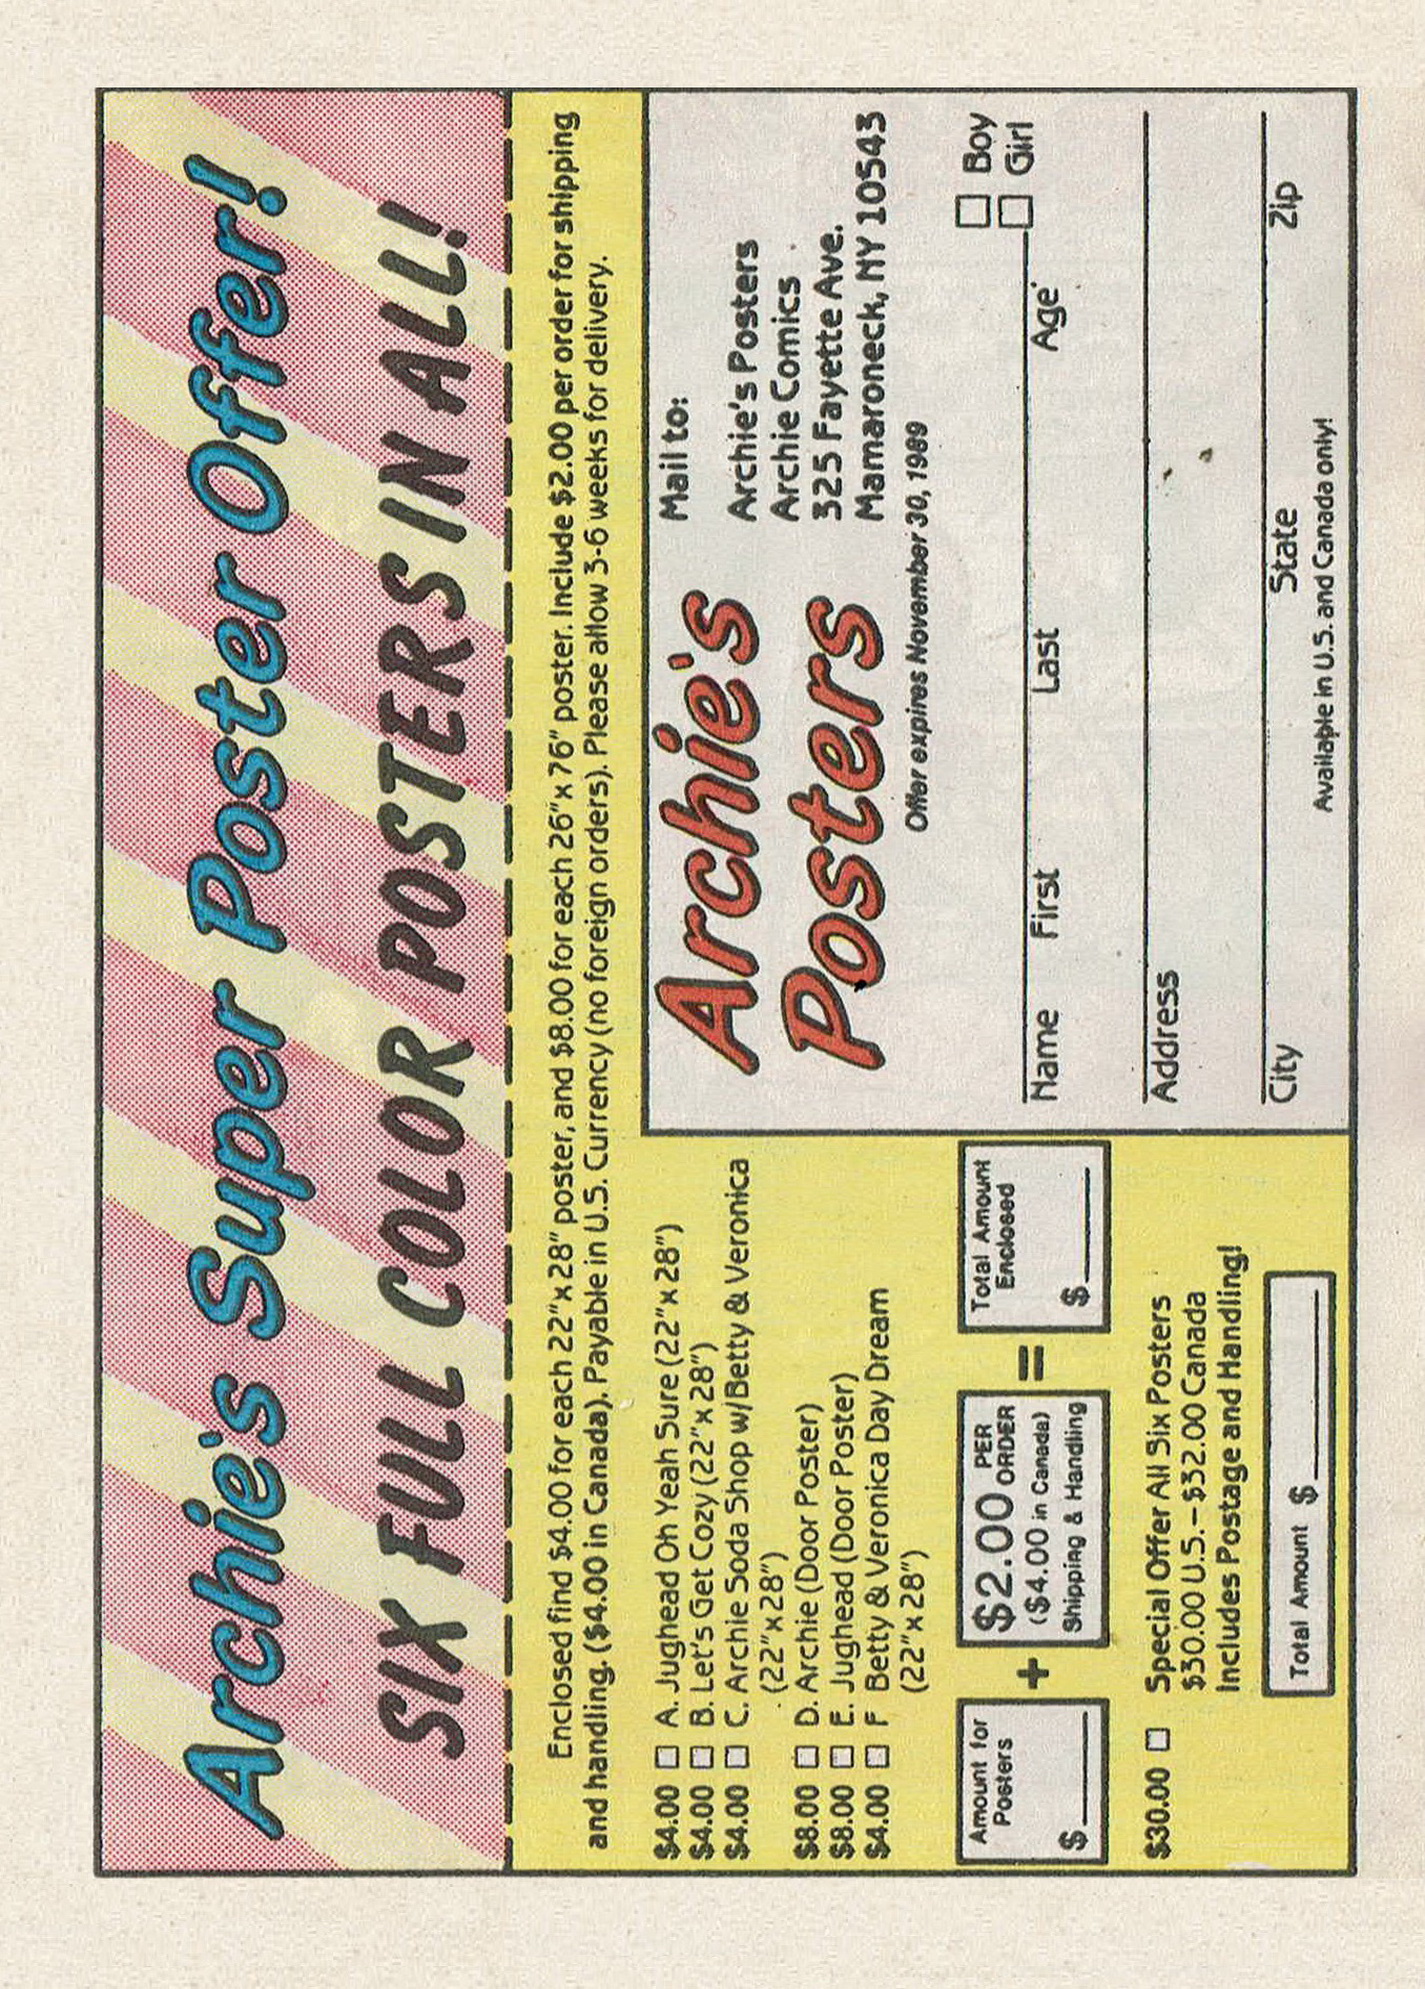 Archie's Super Poster Offer!
SIX FULL COLOR POSTERS IN ALL!
Enclosed find $4.00 for each 22" x 28" poster, and $8.00 for each 26" x 76" poster. Include $2.00 per order for shipping
and handling. ($4.00 in Canada). Payable in U.S. Currency (no foreign orders). Please allow 3-6 weeks for delivery.
$4.00 □ A. Jughead Oh Yeah Sure (22" x 28")
$4.00 □ B. Let's Get Cozy (22" x 28")
$4.00 □ C. Archie Soda Shop w/Betty & Veronica
(22" x 28")
$8.00 □ D. Archie (Door Poster)
$8.00 □ E. Jughead (Door Poster)
$4.00 □ F Betty & Veronica Day Dream
(22" x 28")
Amount for
Posters
$
+
$2.00 PER ORDER
($4.00 in Canada)
Shipping & Handling
=
Total Amount
Enclosed
$
$30.00 □ Special Offer All Six Posters
$30.00 U.S. – $32.00 Canada
Includes Postage and Handling!
Total Amount $
Archie's
Posters
Mail to:
Archie's Posters
Archie Comics
325 Fayette Ave.
Mamaroneck, NY 10543
Offer expires November 30, 1989
□ Boy
□ Girl
Name First Last Age
Address
City State Zip
Available in U.S. and Canada only!